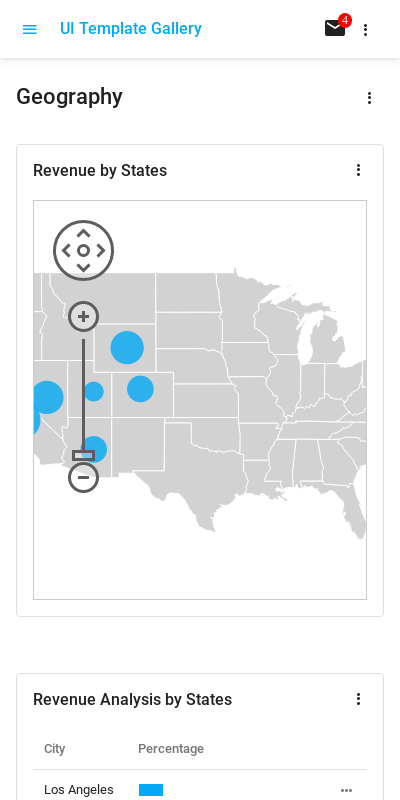 UI Template Gallery
4
Geography
Revenue by States
Revenue Analysis by States
City Percentage
Los Angeles